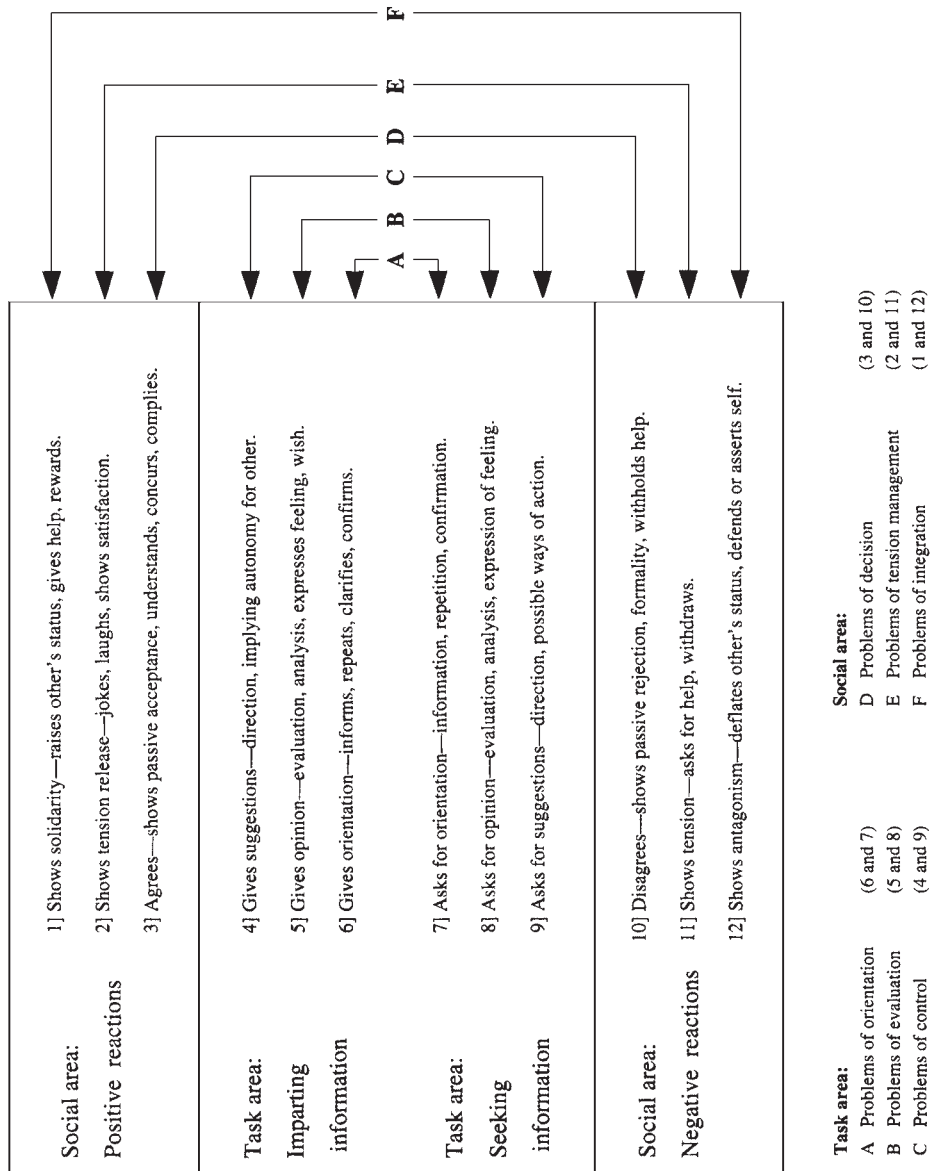 Social area:
Positive reactions
1] Shows solidarity—raises other's status, gives help, rewards.
2] Shows tension release—jokes, laughs, shows satisfaction.
3] Agrees—shows passive acceptance, understands, concurs, complies.
Task area:
Imparting
information
4] Gives suggestions—direction, implying autonomy for other.
5] Gives opinion—evaluation, analysis, expresses feeling, wish.
6] Gives orientation—informs, repeats, clarifies, confirms.
Task area:
Seeking
information
7] Asks for orientation—information, repetition, confirmation.
8] Asks for opinion—evaluation, analysis, expression of feeling.
9] Asks for suggestions—direction, possible ways of action.
Social area:
Negative reactions
10] Disagrees—shows passive rejection, formality, withholds help.
11] Shows tension—asks for help, withdraws.
12] Shows antagonism—deflates other's status, defends or asserts self.
A B C D E F
Task area:
A Problems of orientation (6 and 7)
B Problems of evaluation (5 and 8)
C Problems of control (4 and 9)
Social area:
D Problems of decision (3 and 10)
E Problems of tension management (2 and 11)
F Problems of integration (1 and 12)